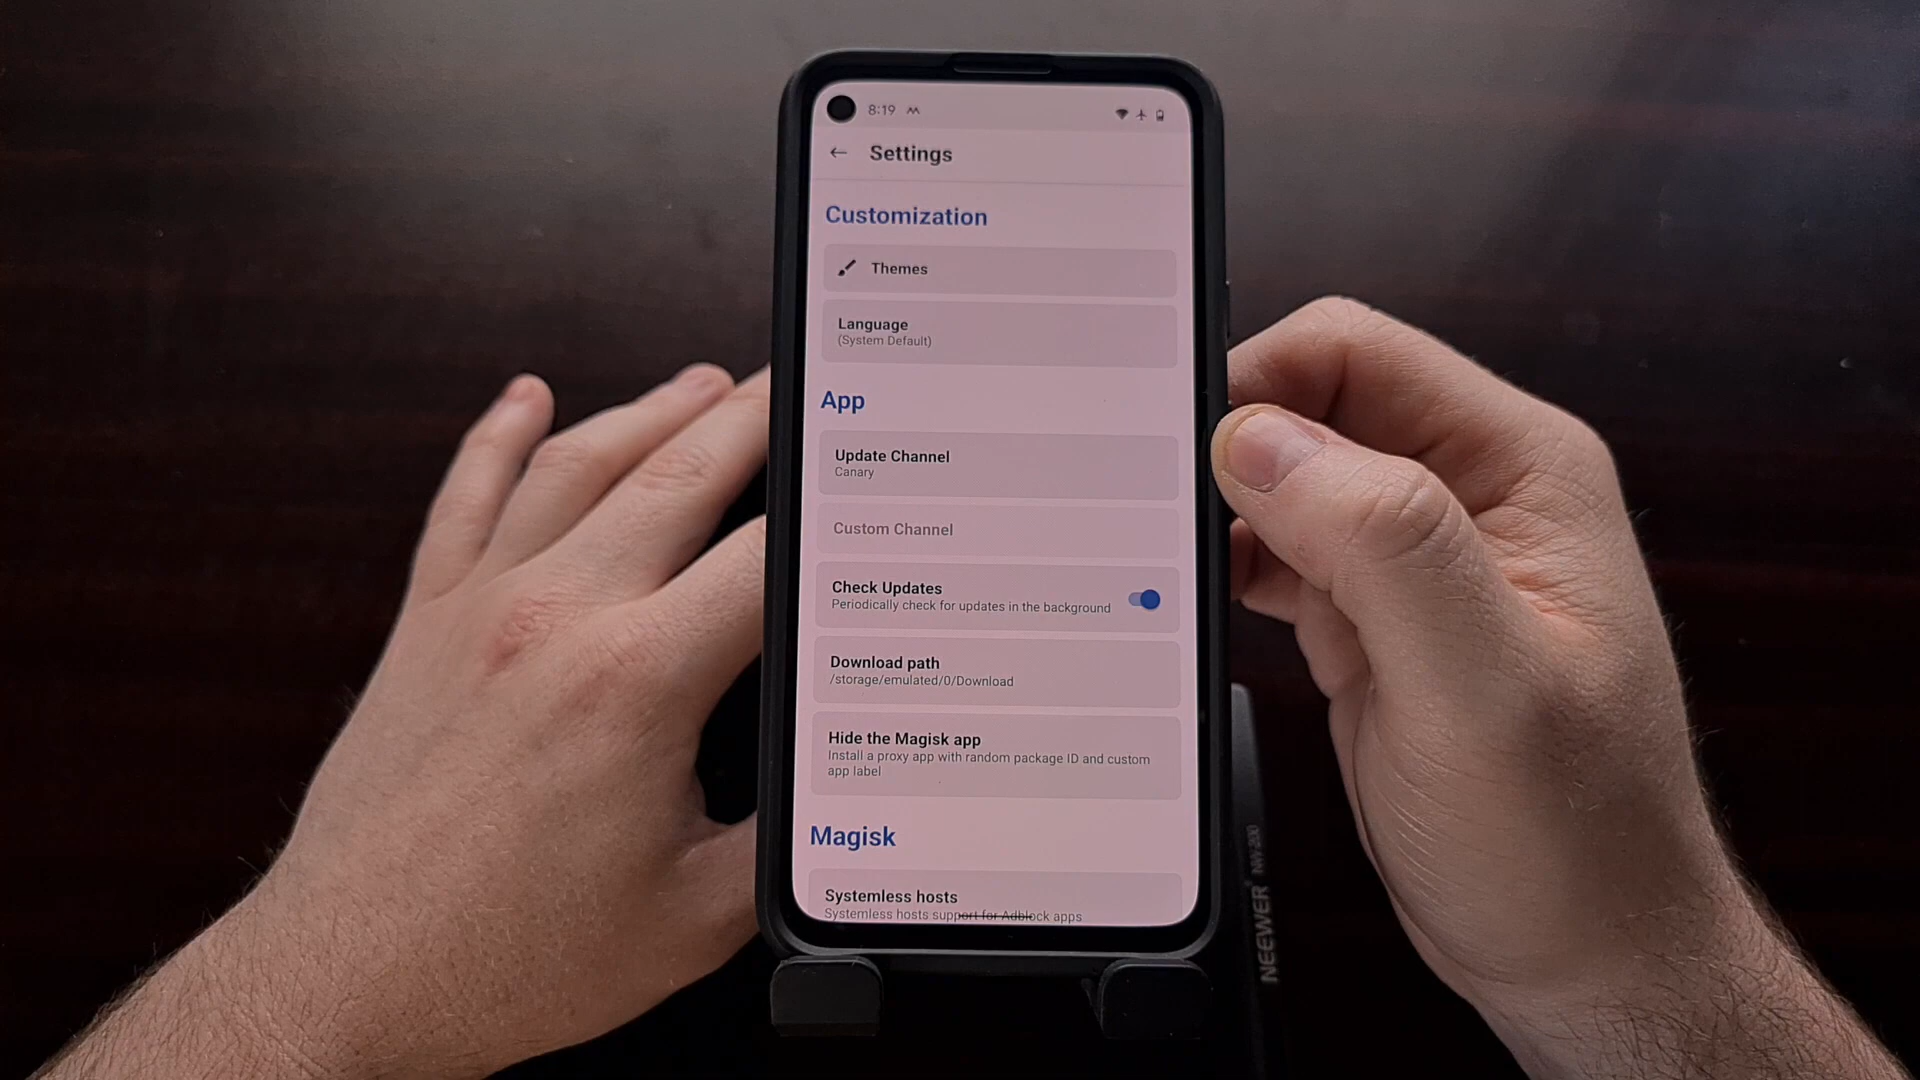 8:19
Settings
Customization
Themes
Language
(System Default)
App
Update Channel
Canary
Custom Channel
Check Updates
Periodically check for updates in the background
Download path
/storage/emulated/0/Download
Hide the Magisk app
Install a proxy app with random package ID and custom
app label
Magisk
Systemless hosts
Systemless hosts support for Adblock apps
NEEWER